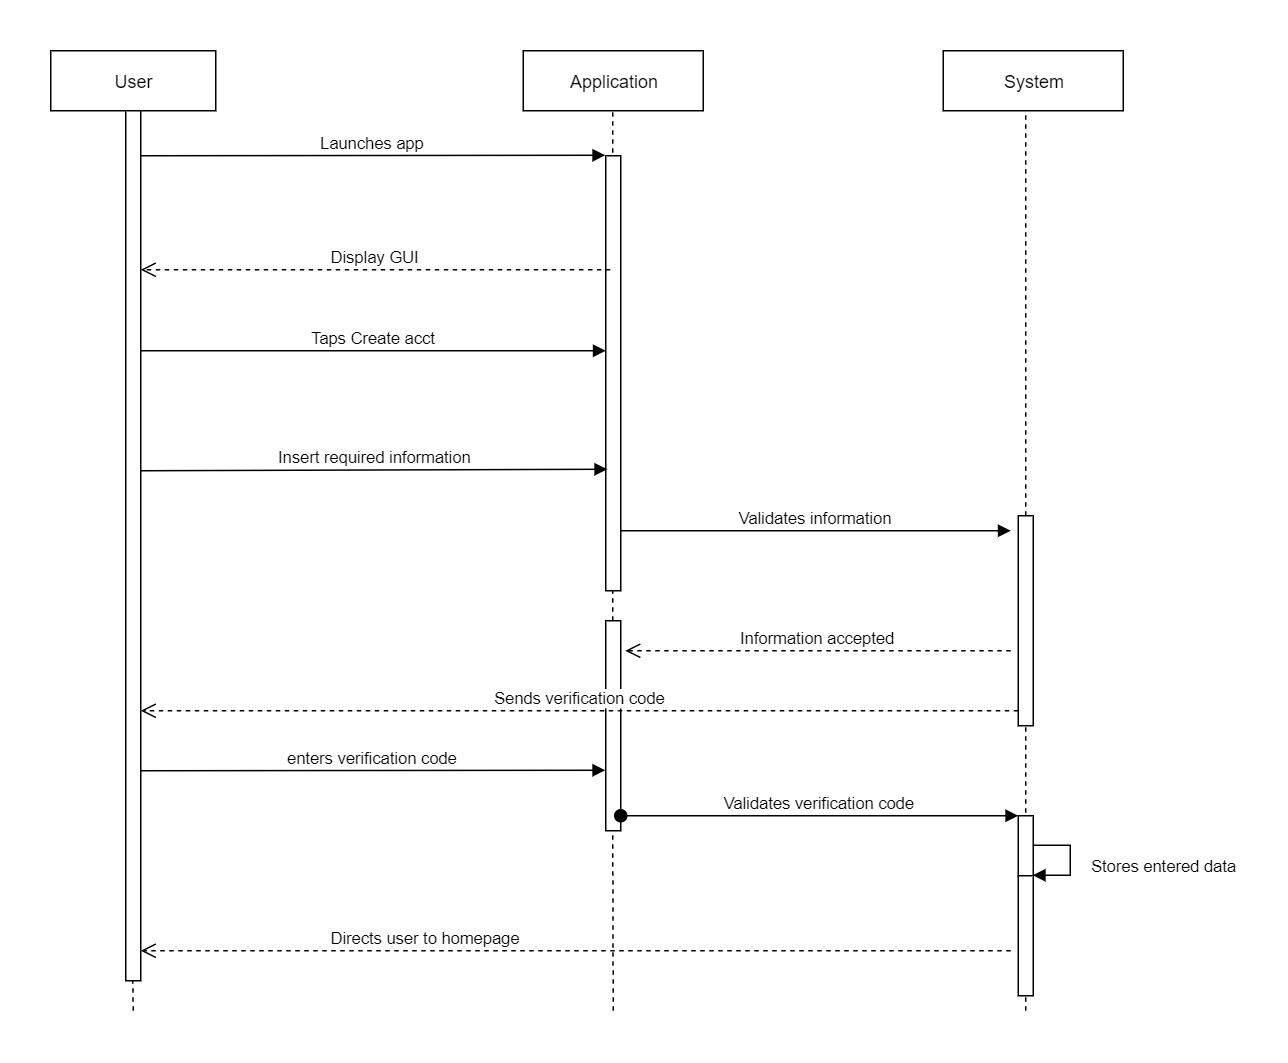 User
Application
System
Launches app
Display GUI
Taps Create acct
Insert required information
Validates information
Information accepted
Sends verification code
enters verification code
Validates verification code
Stores entered data
Directs user to homepage